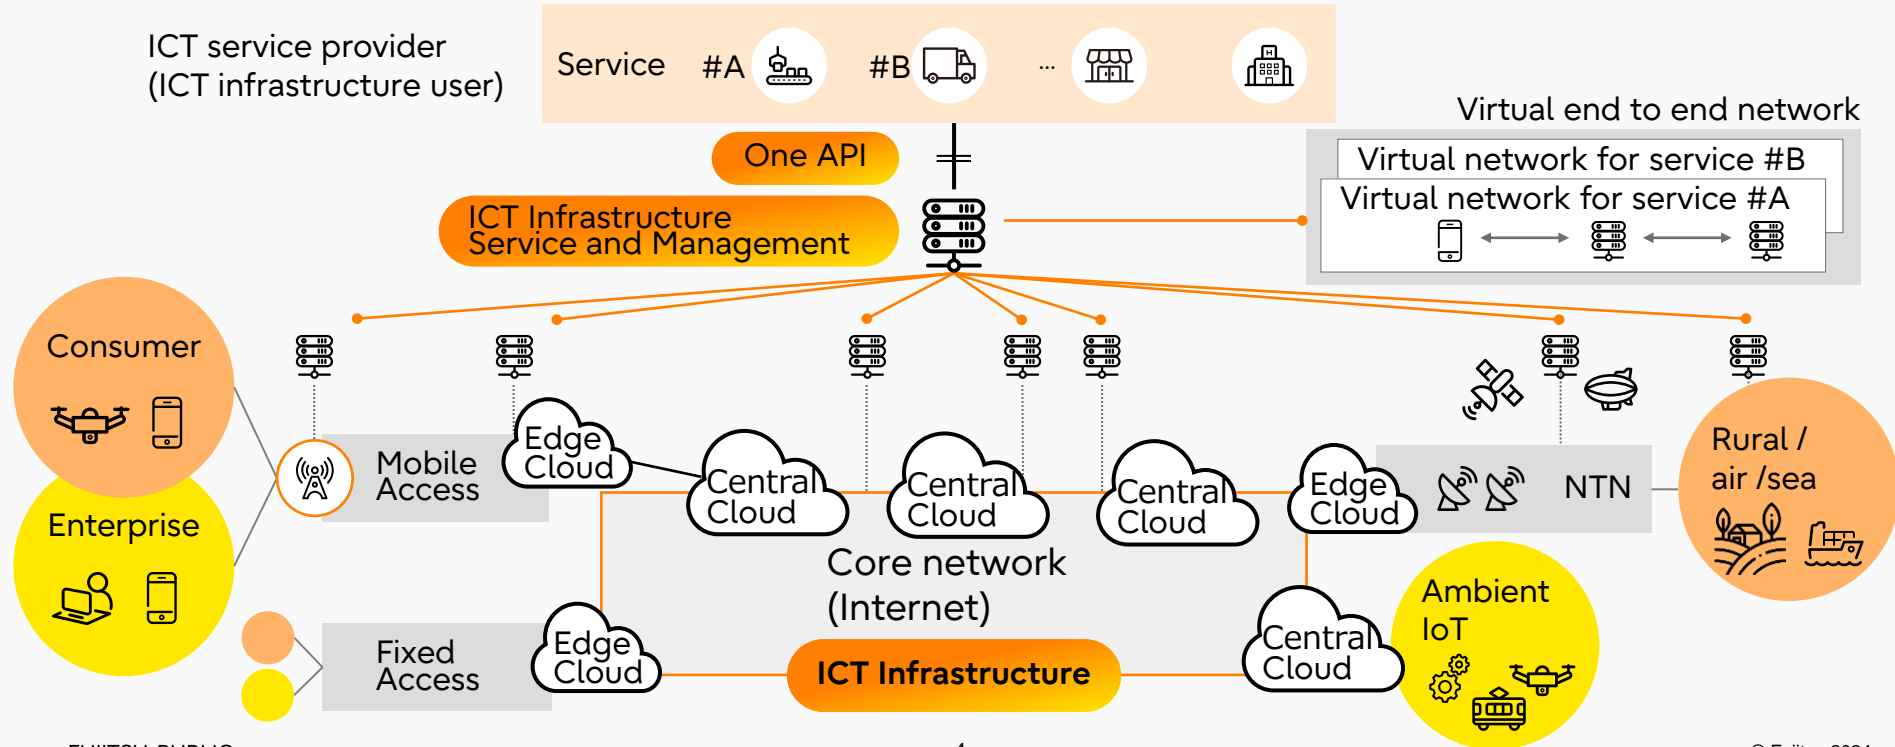 ICT service provider
(ICT infrastructure user)
Service #A #B ...
H
Virtual end to end network
One API
Virtual network for service #B
Virtual network for service #A
ICT Infrastructure
Service and Management
Consumer
Enterprise
Mobile
Access
Edge
Cloud
Central
Cloud
Central
Cloud
Central
Cloud
Edge
Cloud
NTN
Rural /
air /sea
Core network
(Internet)
Fixed
Access
Edge
Cloud
ICT Infrastructure
Central
Cloud
Ambient
IoT